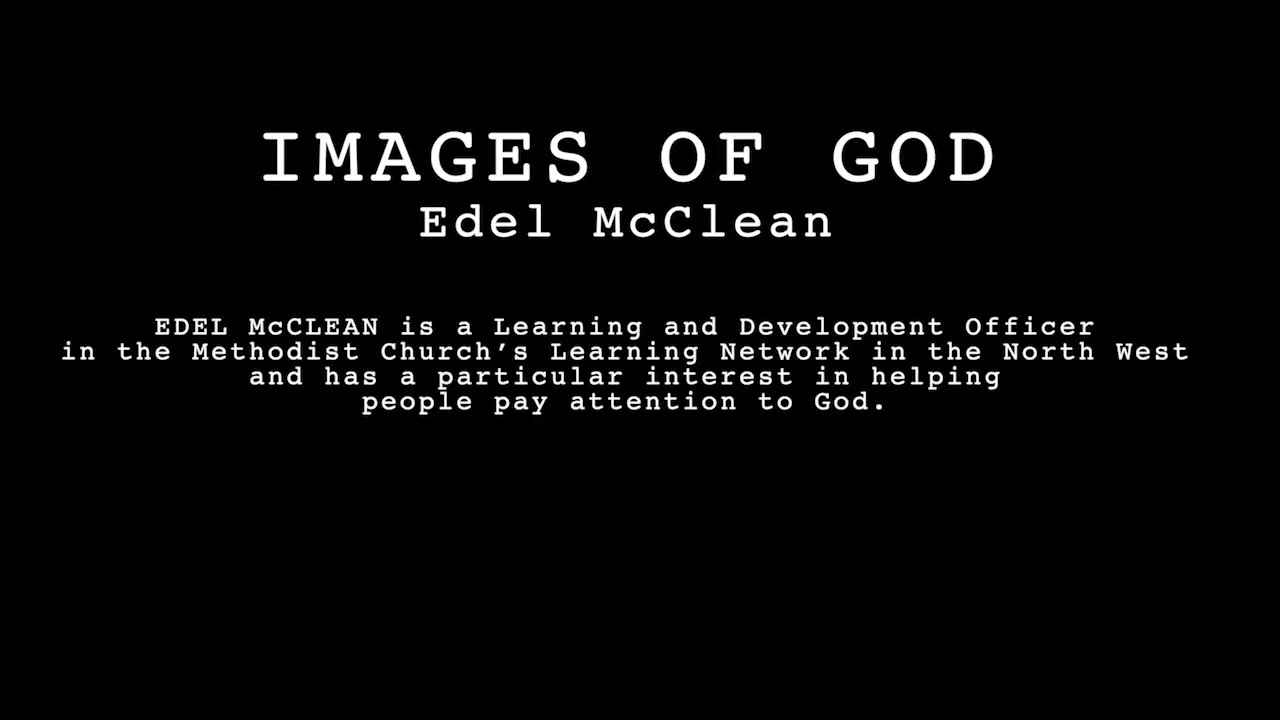 IMAGES OF GOD
Edel McClean
EDEL McCLEAN is a Learning and Development Officer
in the Methodist Church’s Learning Network in the North West
and has a particular interest in helping
people pay attention to God.